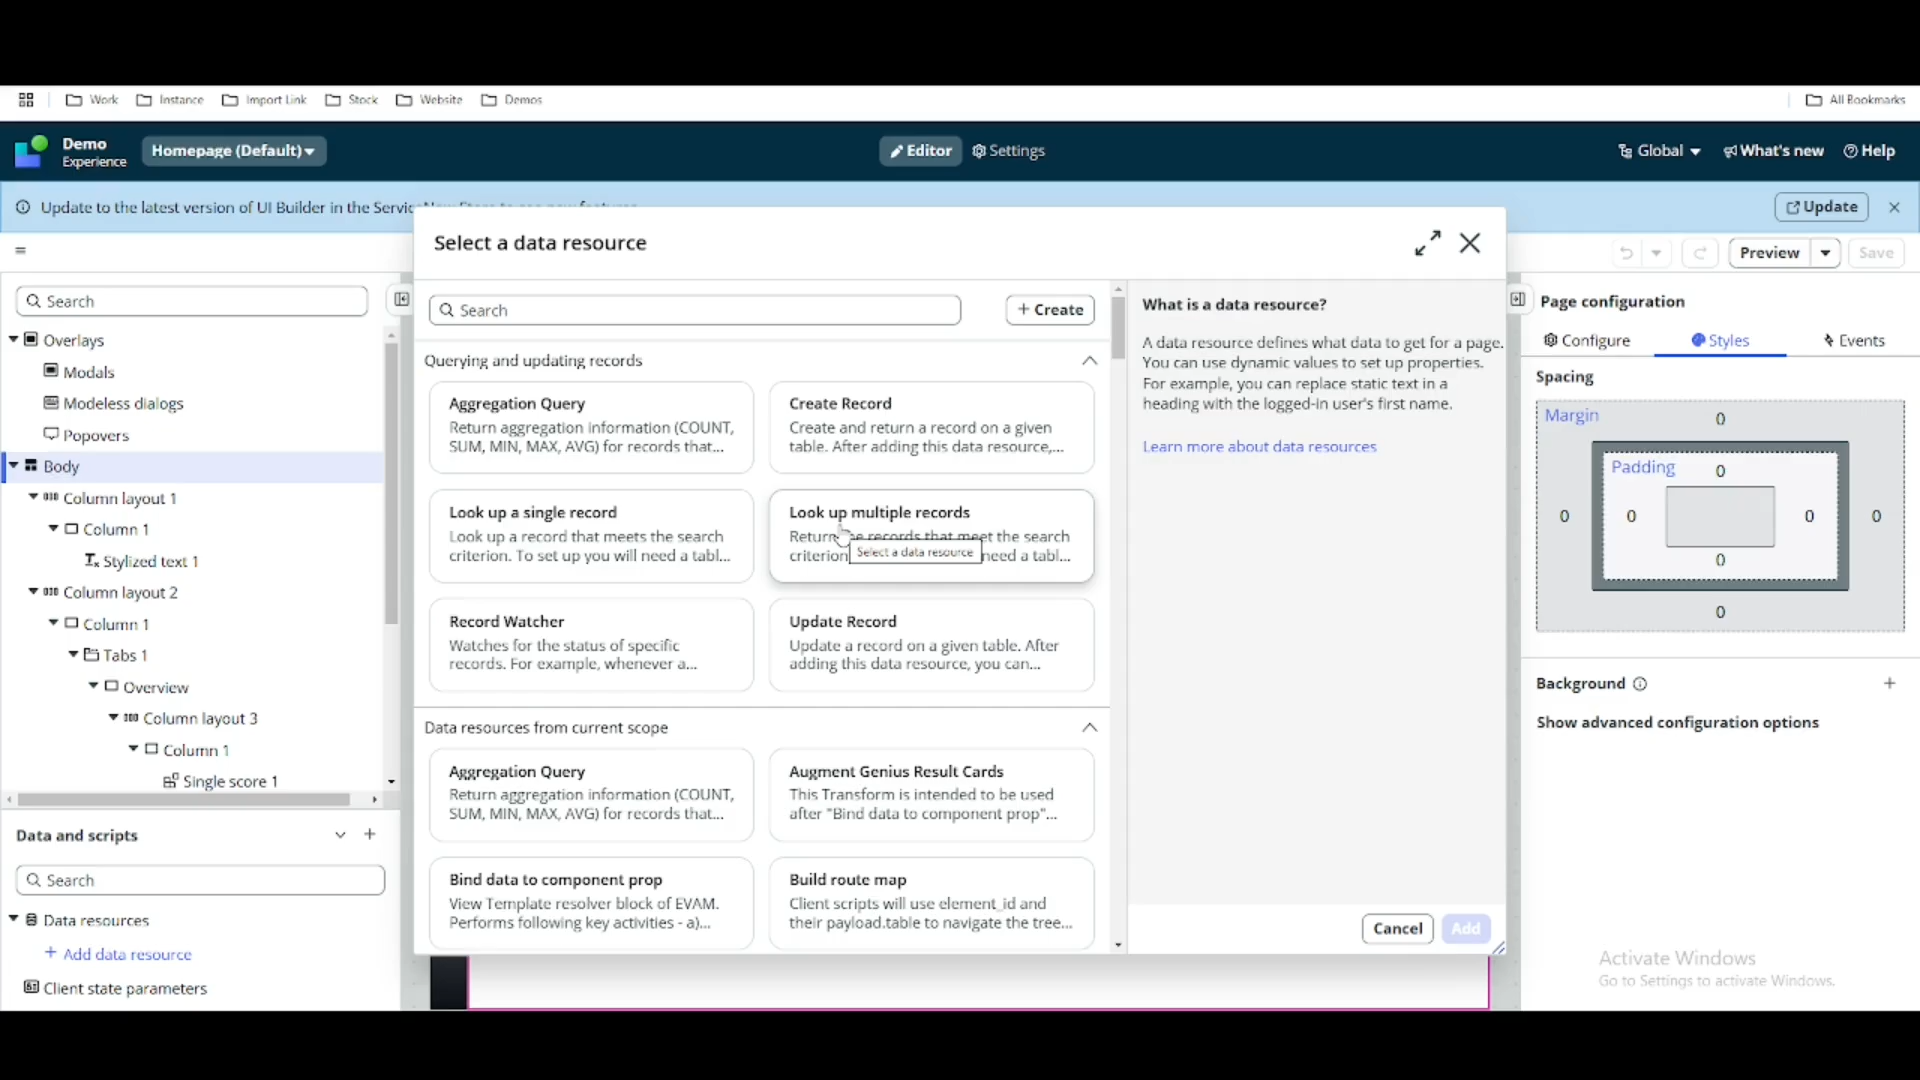 Work Instance Import Link Stock Website Demos All Bookmarks
Demo
Experience
Homepage (Default)
Editor Settings
Global What's new Help
Update to the latest version of UI Builder in the
Update
Preview Save
Search
Overlays
Modals
Modeless dialogs
Popovers
Body
Column layout 1
Column 1
Stylized text 1
Column layout 2
Column 1
Tabs 1
Overview
Column layout 3
Column 1
Single score 1
Data and scripts
Search
Data resources
+ Add data resource
Client state parameters
Select a data resource
Search
+ Create
Querying and updating records
Aggregation Query
Return aggregation information (COUNT,
SUM, MIN, MAX, AVG) for records that...
Create Record
Create and return a record on a given
table. After adding this data resource,...
Look up a single record
Look up a record that meets the search
criterion. To set up you will need a tabl...
Look up multiple records
records that meet the search
criterion need a tabl...
Select a data resource
Record Watcher
Watches for the status of specific
records. For example, whenever a...
Update Record
Update a record on a given table. After
adding this data resource, you can...
Data resources from current scope
Aggregation Query
Return aggregation information (COUNT,
SUM, MIN, MAX, AVG) for records that...
Augment Genius Result Cards
This Transform is intended to be used
after "Bind data to component prop"...
Bind data to component prop
View Template resolver block of EVAM.
Performs following key activities - a)...
Build route map
Client scripts will use element_id and
their payload.table to navigate the tree...
What is a data resource?
A data resource defines what data to get for a page.
You can use dynamic values to set up properties.
For example, you can replace static text in a
heading with the logged-in user's first name.
Learn more about data resources
Cancel Add
Page configuration
Configure Styles Events
Spacing
Margin 0
Padding 0
0 0 0 0
0
0
Background
Show advanced configuration options
Activate Windows
Go to Settings to activate Windows.